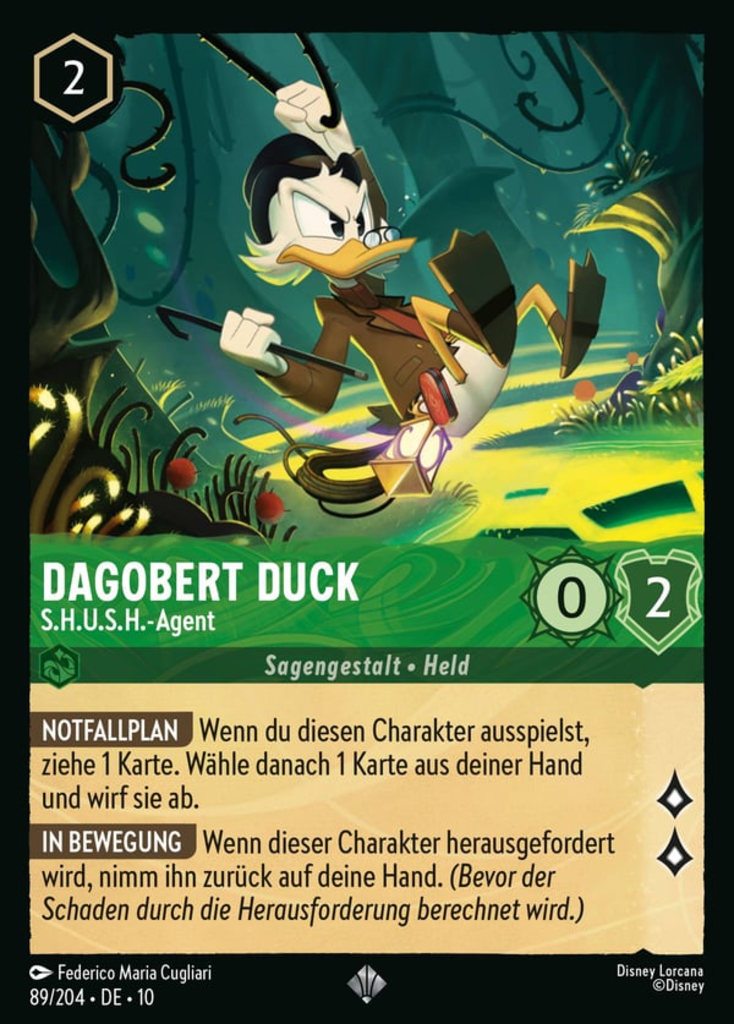 2
DAGOBERT DUCK
S.H.U.S.H.-Agent
0
2
Sagengestalt • Held
NOTFALLPLAN Wenn du diesen Charakter ausspielst,
ziehe 1 Karte. Wähle danach 1 Karte aus deiner Hand
und wirf sie ab.
IN BEWEGUNG Wenn dieser Charakter herausgefordert
wird, nimm ihn zurück auf deine Hand. (Bevor der
Schaden durch die Herausforderung berechnet wird.)
Federico Maria Cugliari
89/204 • DE • 10
Disney Lorcana
©Disney